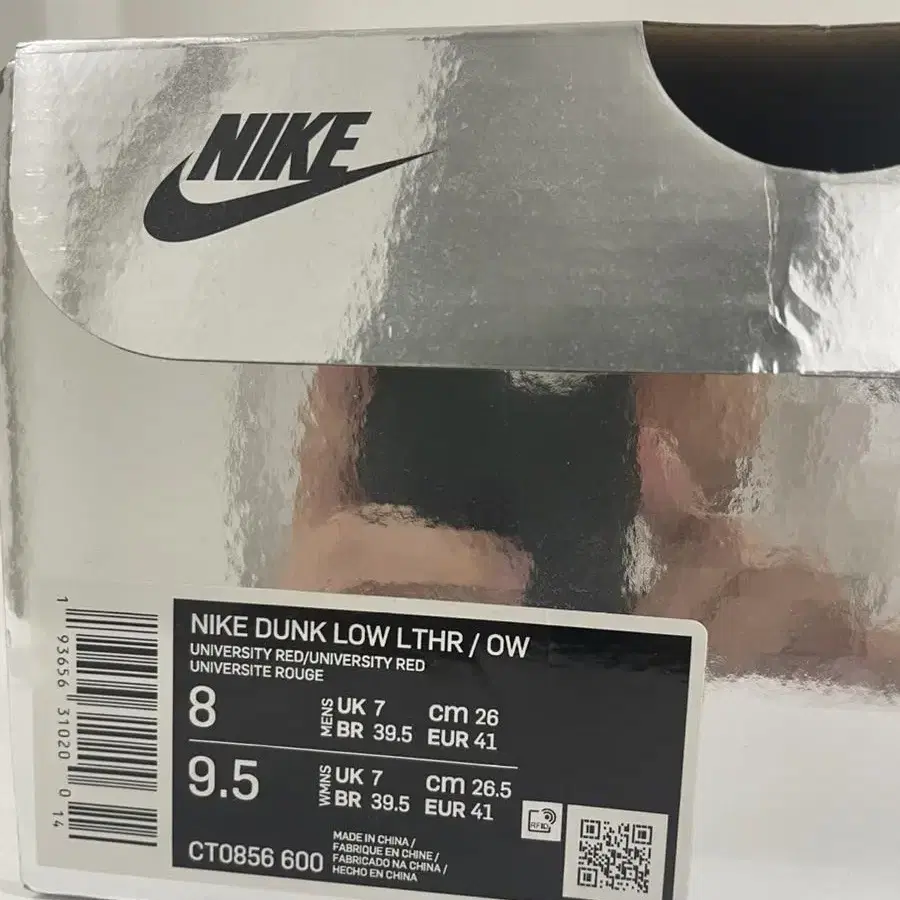 NIKE
NIKE DUNK LOW LTHR / OW
UNIVERSITY RED/UNIVERSITY RED
UNIVERSITE ROUGE
8 MENS UK 7 cm 26
BR 39.5 EUR 41
9.5 WMNS UK 7 cm 26.5
BR 39.5 EUR 41
RFID
CT0856 600
MADE IN CHINA /
FABRIQUE EN CHINE /
FABRICADO NA CHINA /
HECHO EN CHINA
1 93656 31020 0 14